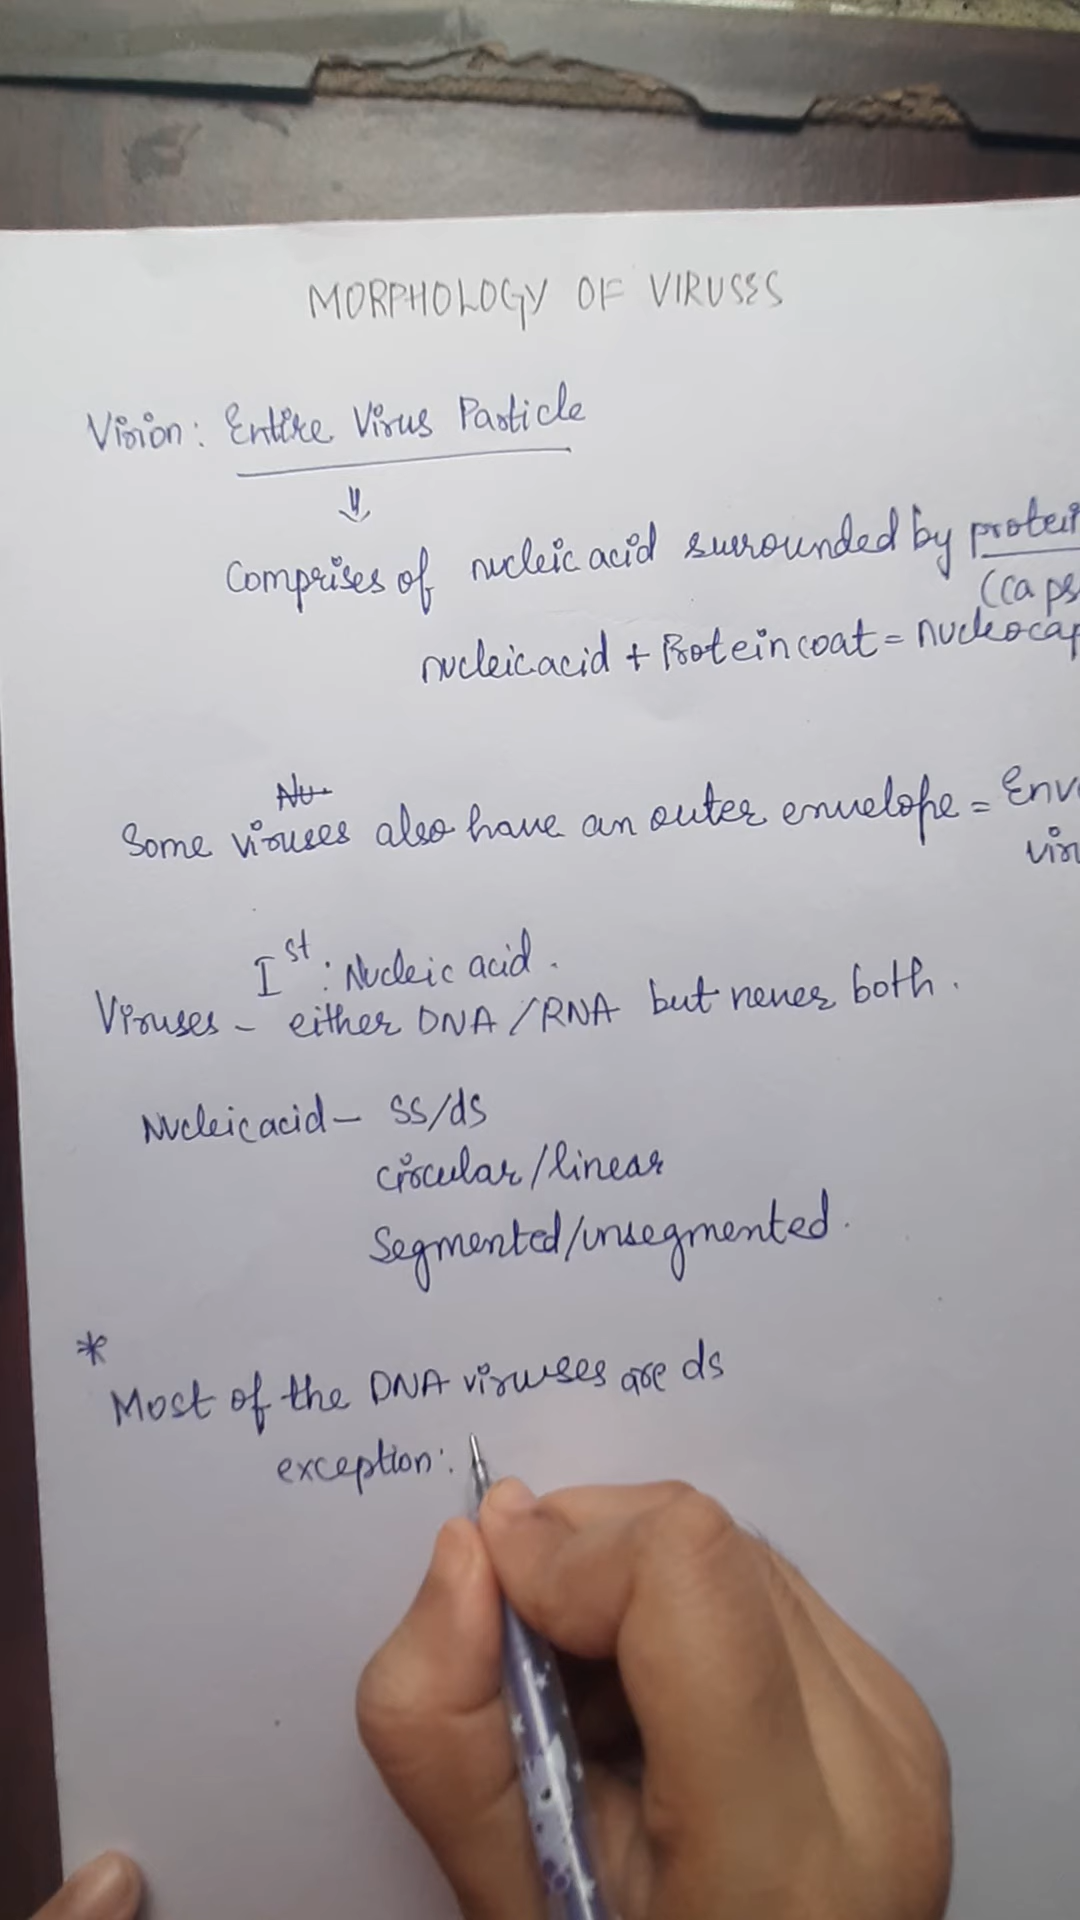 MORPHOLOGY OF VIRUSES
Virion: Entire Virus Particle
⇓
Comprises of nucleic acid surrounded by protein
(caps
nucleic acid + Protein coat = nucleocap
Nu
Some viruses also have an outer envelope = Env
vir
Ist: Nucleic acid.
Viruses - either DNA/RNA but never both.
Nucleic acid - ss/ds
circular/linear
Segmented/unsegmented.
*
Most of the DNA viruses are ds
exception: